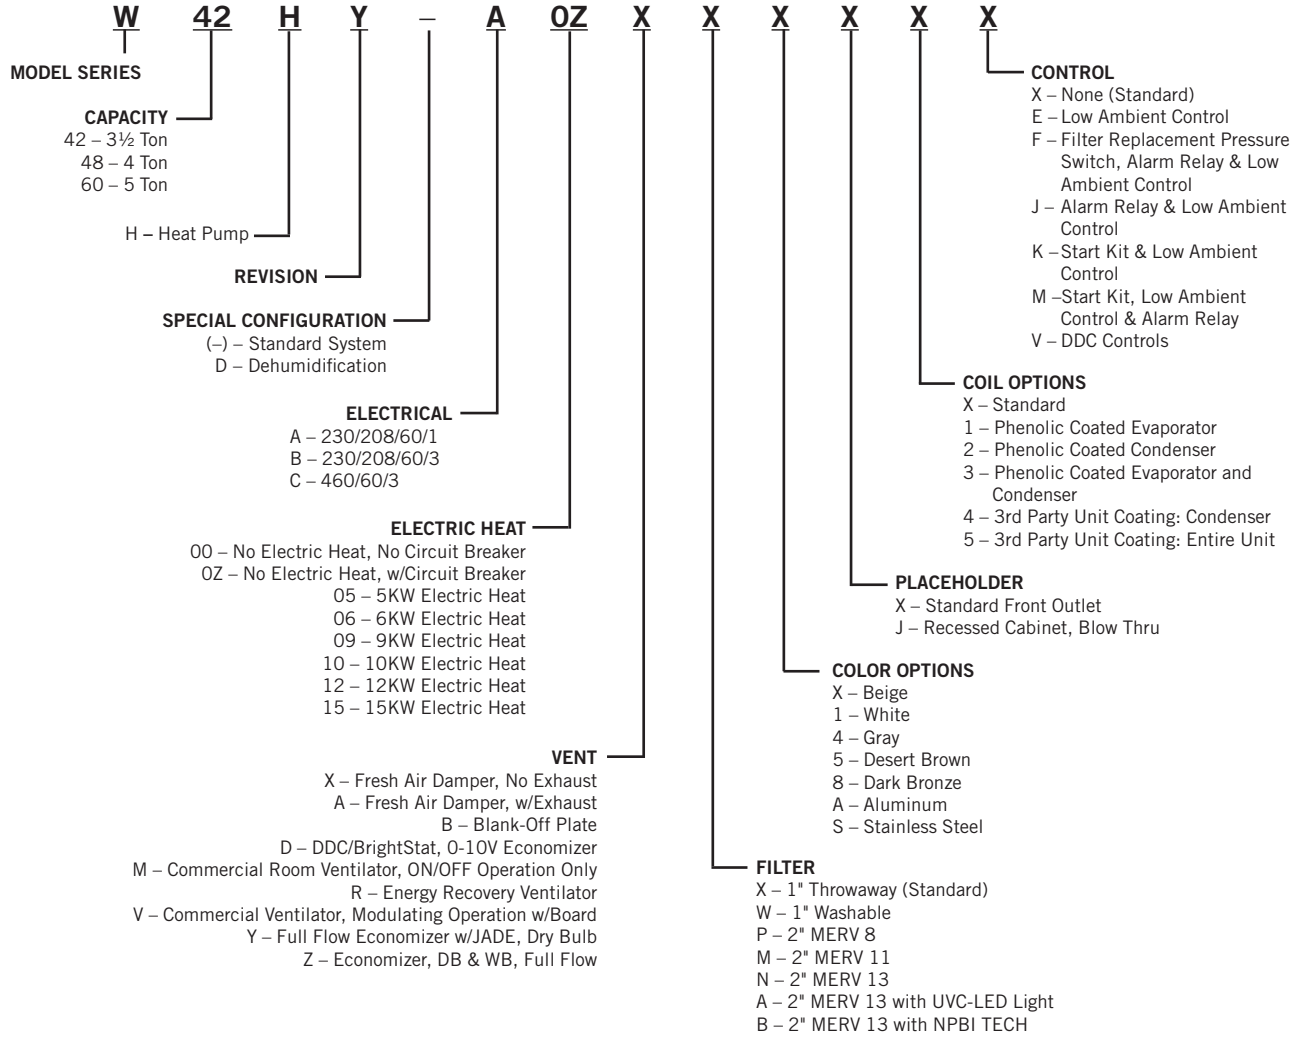 W 42 H Y – A 0Z X X X X X X
MODEL SERIES
CAPACITY
42 – 3½ Ton
48 – 4 Ton
60 – 5 Ton
H – Heat Pump
REVISION
SPECIAL CONFIGURATION
(–) – Standard System
D – Dehumidification
ELECTRICAL
A – 230/208/60/1
B – 230/208/60/3
C – 460/60/3
ELECTRIC HEAT
00 – No Electric Heat, No Circuit Breaker
0Z – No Electric Heat, w/Circuit Breaker
05 – 5KW Electric Heat
06 – 6KW Electric Heat
09 – 9KW Electric Heat
10 – 10KW Electric Heat
12 – 12KW Electric Heat
15 – 15KW Electric Heat
VENT
X – Fresh Air Damper, No Exhaust
A – Fresh Air Damper, w/Exhaust
B – Blank-Off Plate
D – DDC/BrightStat, 0-10V Economizer
M – Commercial Room Ventilator, ON/OFF Operation Only
R – Energy Recovery Ventilator
V – Commercial Ventilator, Modulating Operation w/Board
Y – Full Flow Economizer w/JADE, Dry Bulb
Z – Economizer, DB & WB, Full Flow
CONTROL
X – None (Standard)
E – Low Ambient Control
F – Filter Replacement Pressure
Switch, Alarm Relay & Low
Ambient Control
J – Alarm Relay & Low Ambient
Control
K –Start Kit & Low Ambient
Control
M –Start Kit, Low Ambient
Control & Alarm Relay
V – DDC Controls
COIL OPTIONS
X – Standard
1 – Phenolic Coated Evaporator
2 – Phenolic Coated Condenser
3 – Phenolic Coated Evaporator and
Condenser
4 – 3rd Party Unit Coating: Condenser
5 – 3rd Party Unit Coating: Entire Unit
PLACEHOLDER
X – Standard Front Outlet
J – Recessed Cabinet, Blow Thru
COLOR OPTIONS
X – Beige
1 – White
4 – Gray
5 – Desert Brown
8 – Dark Bronze
A – Aluminum
S – Stainless Steel
FILTER
X – 1" Throwaway (Standard)
W – 1" Washable
P – 2" MERV 8
M – 2" MERV 11
N – 2" MERV 13
A – 2" MERV 13 with UVC-LED Light
B – 2" MERV 13 with NPBI TECH